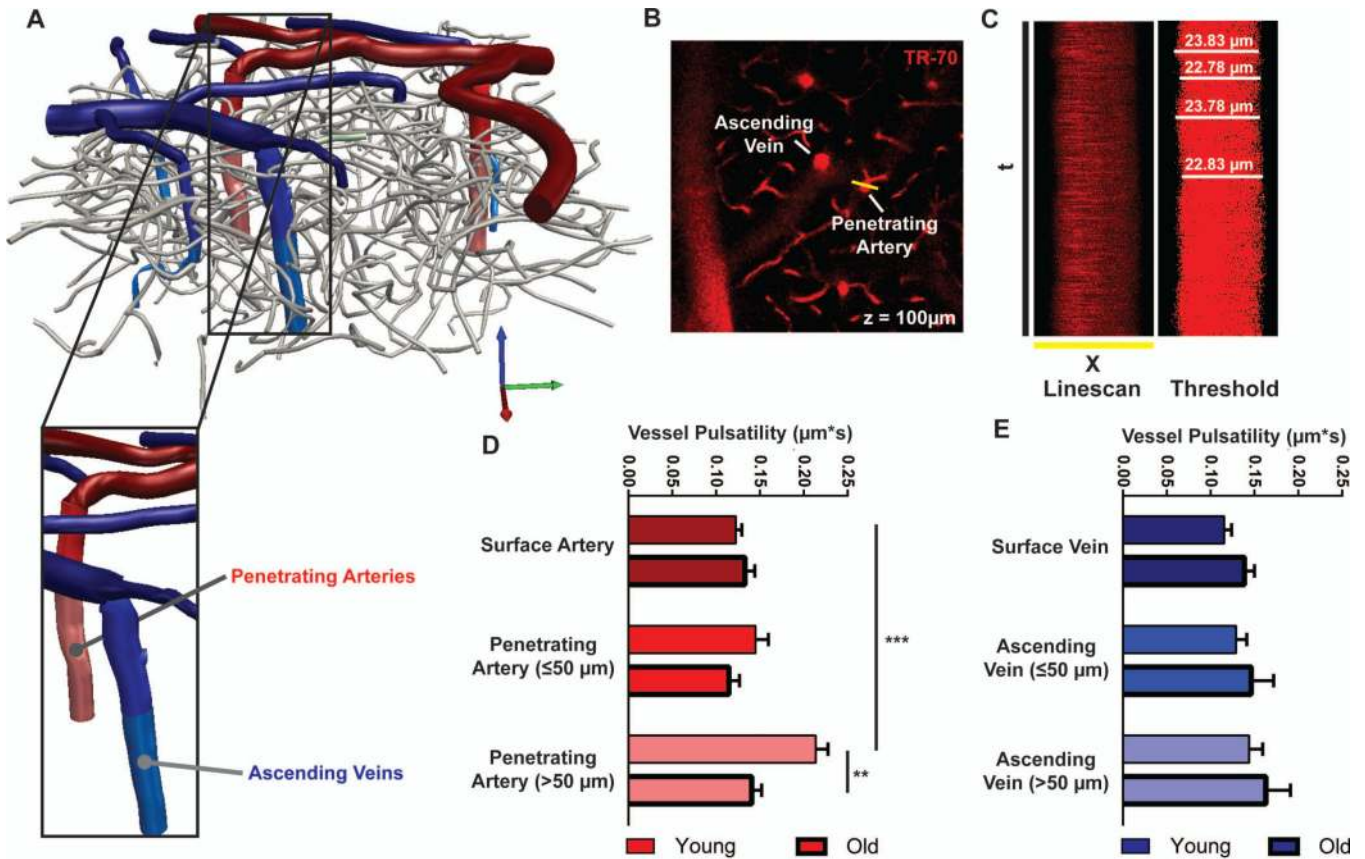 A
Penetrating Arteries
Ascending Veins
B
TR-70
Ascending
Vein
Penetrating
Artery
z = 100µm
C
23.83 µm
22.78 µm
23.78 µm
22.83 µm
t
X
Linescan
Threshold
D
Vessel Pulsatility (µm*s)
0.00
0.05
0.10
0.15
0.20
0.25
Surface Artery
Penetrating
Artery (≤50 µm)
Penetrating
Artery (>50 µm)
***
**
Young
Old
E
Vessel Pulsatility (µm*s)
0.00
0.05
0.10
0.15
0.20
0.25
Surface Vein
Ascending
Vein (≤50 µm)
Ascending
Vein (>50 µm)
Young
Old